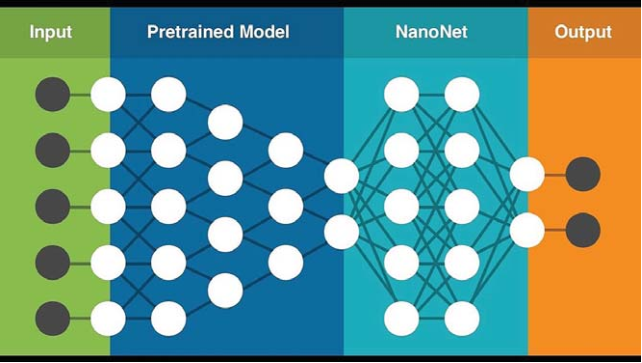 Input
Pretrained Model
NanoNet
Output